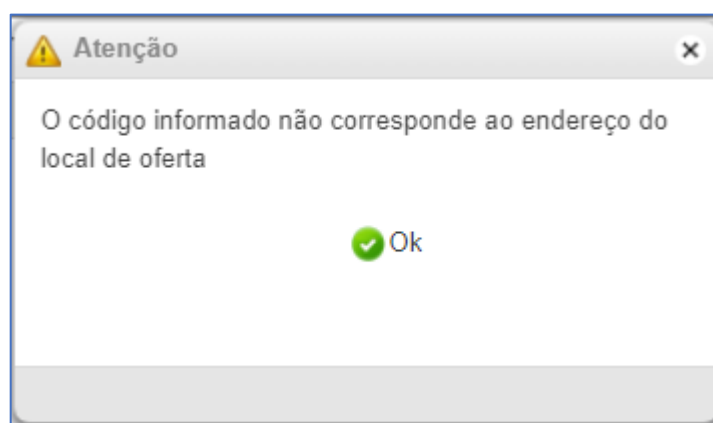 Atenção
O código informado não corresponde ao endereço do
local de oferta
Ok